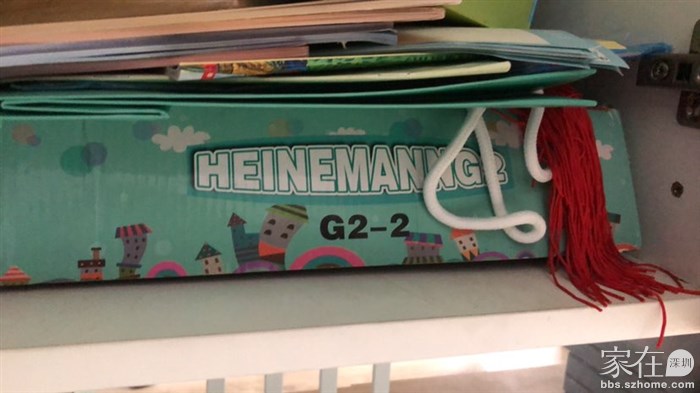 HEINEMANNG2
G2-2
家在 深圳
bbs.szhome.com